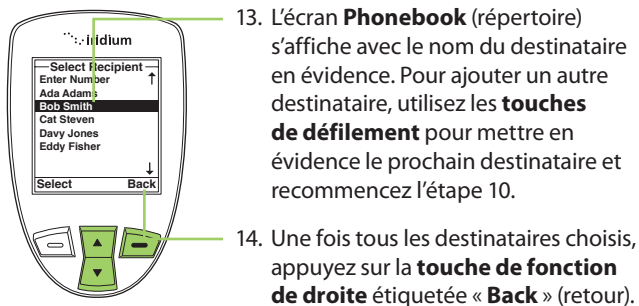 iridium
Select Recipient
Enter Number ↑
Ada Adams
Bob Smith
Cat Steven
Davy Jones
Eddy Fisher
↓
Select Back
13. L’écran Phonebook (répertoire)
s’affiche avec le nom du destinataire
en évidence. Pour ajouter un autre
destinataire, utilisez les touches
de défilement pour mettre en
évidence le prochain destinataire et
recommencez l’étape 10.
14. Une fois tous les destinataires choisis,
appuyez sur la touche de fonction
de droite étiquetée « Back » (retour).